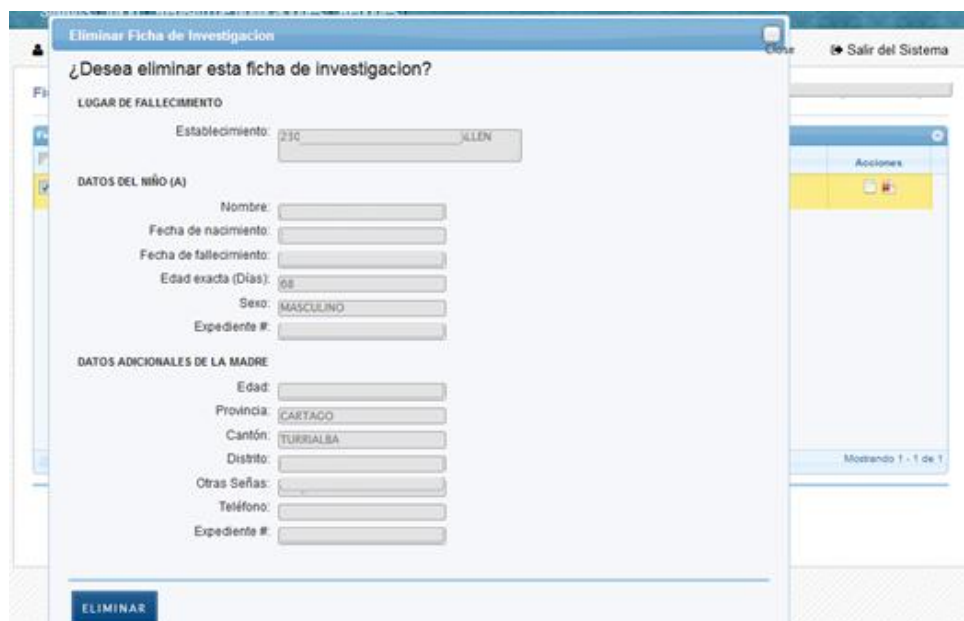 Eliminar Ficha de Investigacion
Close
Salir del Sistema
¿Desea eliminar esta ficha de investigacion?
LUGAR DE FALLECIMIENTO
Establecimiento: 230
DATOS DEL NIÑO (A)
Acciones
Nombre:
Fecha de nacimiento:
Fecha de fallecimiento:
Edad exacta (Días): 68
Sexo: MASCULINO
Expediente #:
DATOS ADICIONALES DE LA MADRE
Edad:
Provincia: CARTAGO
Cantón: TURRIALBA
Distrito:
Mostrando 1 - 1 de 1
Otras Señas:
Teléfono:
Expediente #:
ELIMINAR